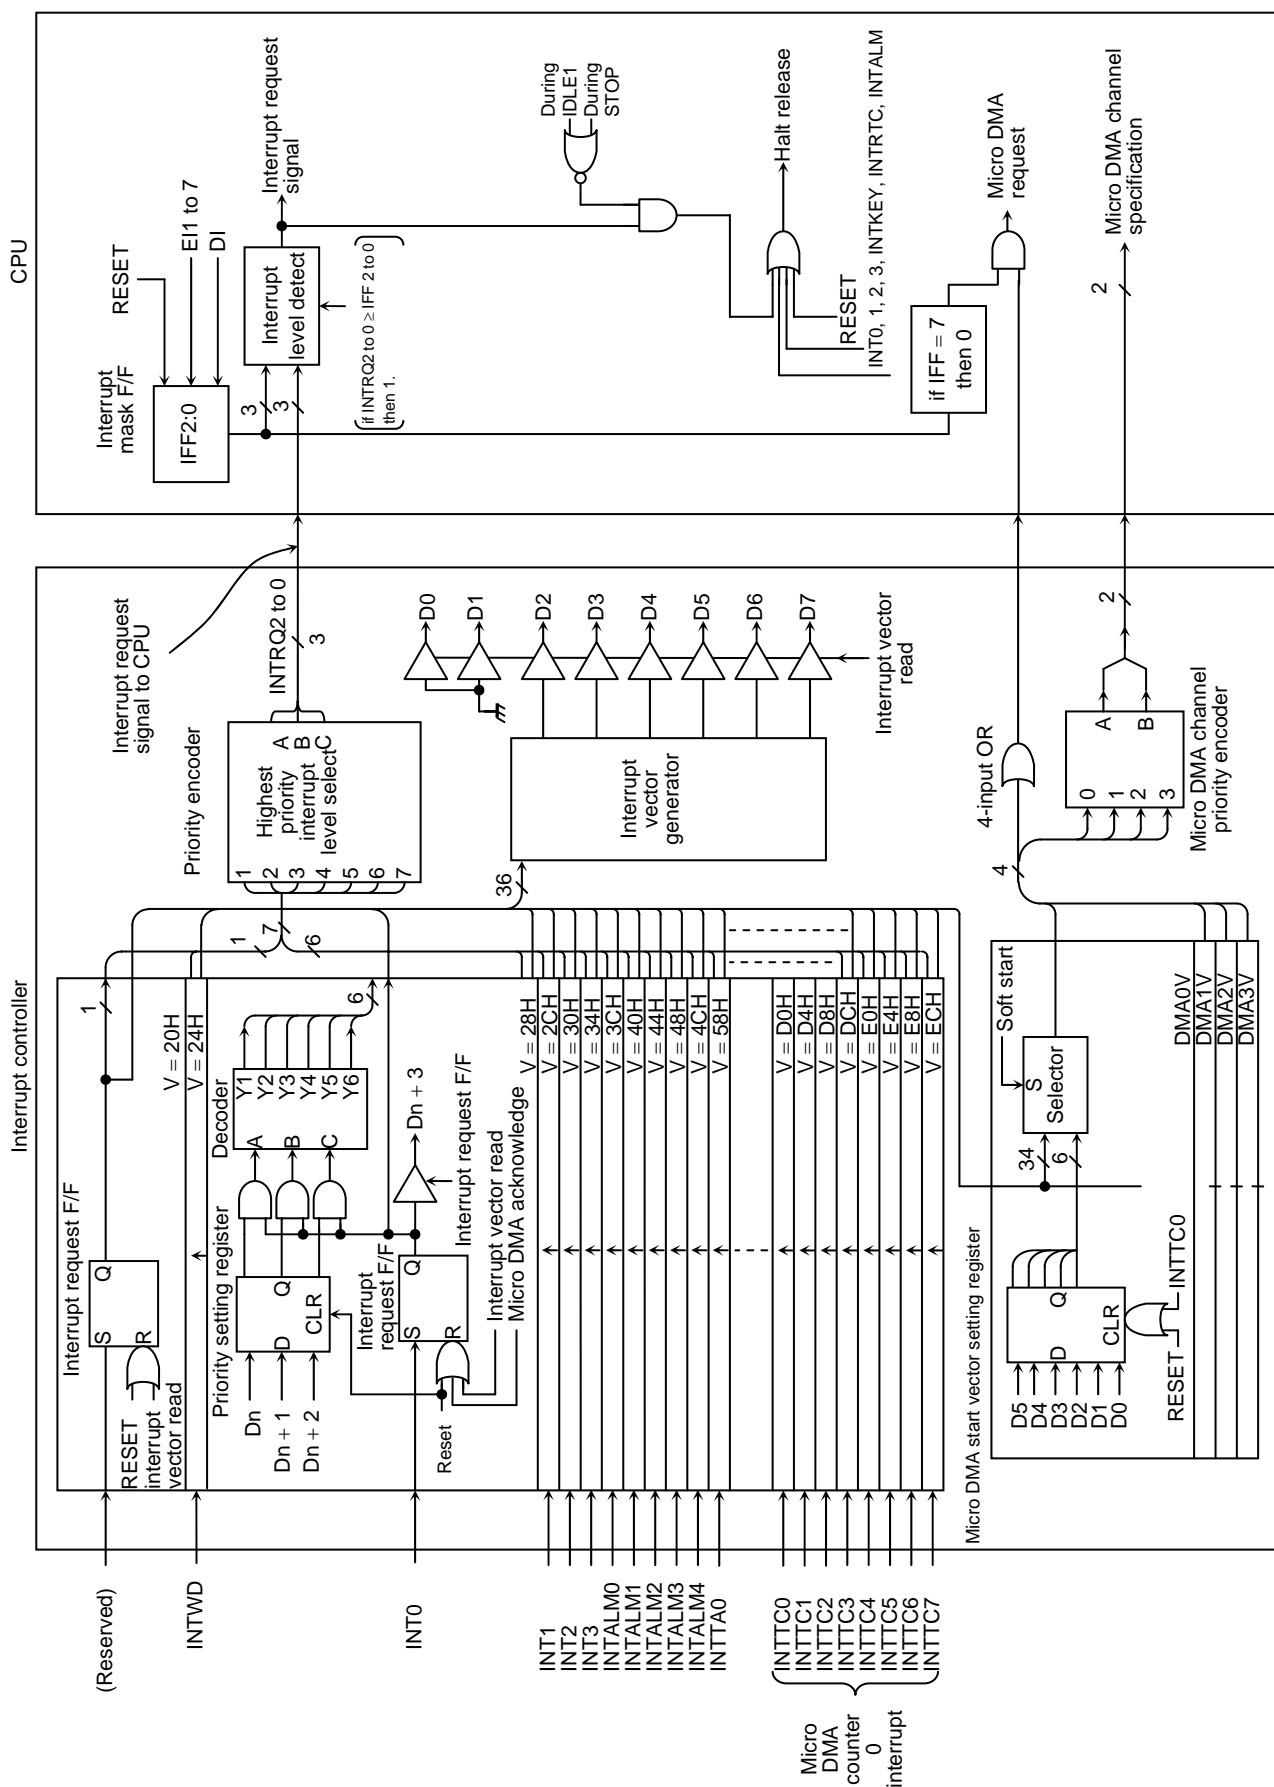 Interrupt controller
CPU
(Reserved)
INTWD
INT0
INT1
INT2
INT3
INTALM0
INTALM1
INTALM2
INTALM3
INTALM4
INTTA0
INTTC0
INTTC1
INTTC2
INTTC3
INTTC4
INTTC5
INTTC6
INTTC7
Micro
DMA
counter
0
interrupt
Interrupt request F/F
S
Q
R
RESET
interrupt
vector read
1
V = 20H
V = 24H
Priority setting register
Dn
Dn + 1
Dn + 2
D
Q
CLR
Decoder
A
B
C
Y1
Y2
Y3
Y4
Y5
Y6
6
Interrupt
request F/F
S
Q
R
Reset
Dn + 3
Interrupt request F/F
Interrupt vector read
Micro DMA acknowledge
V = 28H
V = 2CH
V = 30H
V = 34H
V = 3CH
V = 40H
V = 44H
V = 48H
V = 4CH
V = 58H
V = D0H
V = D4H
V = D8H
V = DCH
V = E0H
V = E4H
V = E8H
V = ECH
1
7
6
Priority encoder
1
2
3
4
5
6
7
Highest
priority
interrupt
level select
A
B
C
Interrupt request
signal to CPU
INTRQ2 to 0
3
36
Interrupt
vector
generator
D0
D1
D2
D3
D4
D5
D6
D7
Interrupt vector
read
Micro DMA start vector setting register
D5
D4
D3
D2
D1
D0
D
Q
CLR
RESET
INTTC0
34
6
S
Selector
Soft start
DMA0V
DMA1V
DMA2V
DMA3V
4
4-input OR
0
1
2
3
A
B
Micro DMA channel
priority encoder
2
Interrupt
mask F/F
IFF2:0
RESET
EI1 to 7
DI
3
3
Interrupt
level detect
if INTRQ2 to 0 ≥ IFF 2 to 0
then 1.
Interrupt request
signal
During
IDLE1
During
STOP
Halt release
RESET
INT0, 1, 2, 3, INTKEY, INTRTC, INTALM
if IFF = 7
then 0
Micro DMA
request
2
Micro DMA channel
specification